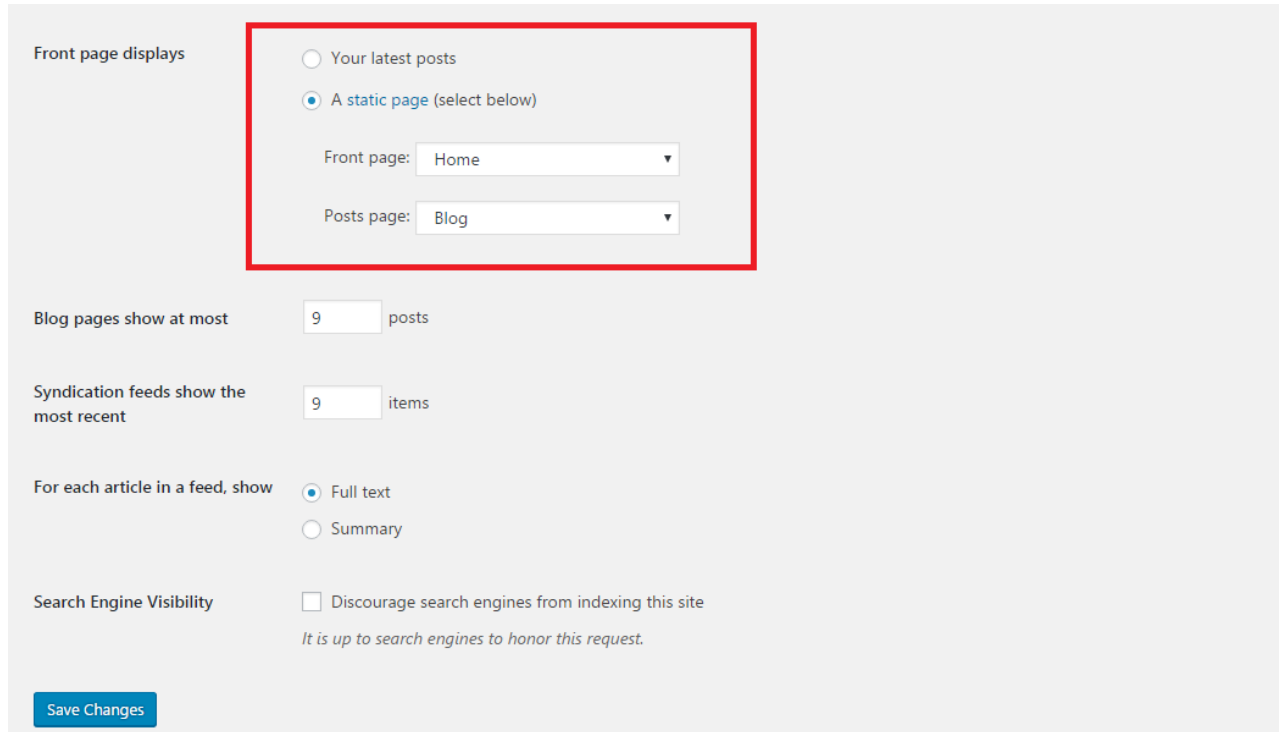 Front page displays
Your latest posts
A static page (select below)
Front page: Home
Posts page: Blog
Blog pages show at most 9 posts
Syndication feeds show the
most recent 9 items
For each article in a feed, show
Full text
Summary
Search Engine Visibility
Discourage search engines from indexing this site
It is up to search engines to honor this request.
Save Changes